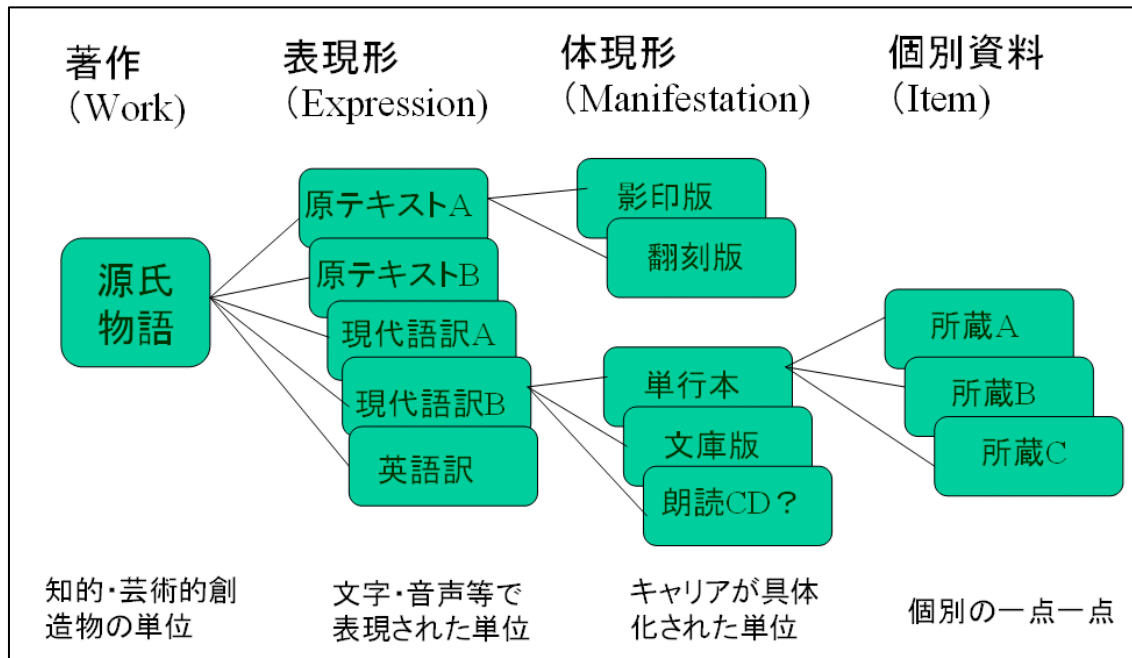 著作
(Work)
表現形
(Expression)
体現形
(Manifestation)
個別資料
(Item)
源氏
物語
原テキストA
原テキストB
現代語訳A
現代語訳B
英語訳
影印版
翻刻版
単行本
文庫版
朗読CD？
所蔵A
所蔵B
所蔵C
知的・芸術的創
造物の単位
文字・音声等で
表現された単位
キャリアが具体
化された単位
個別の一点一点